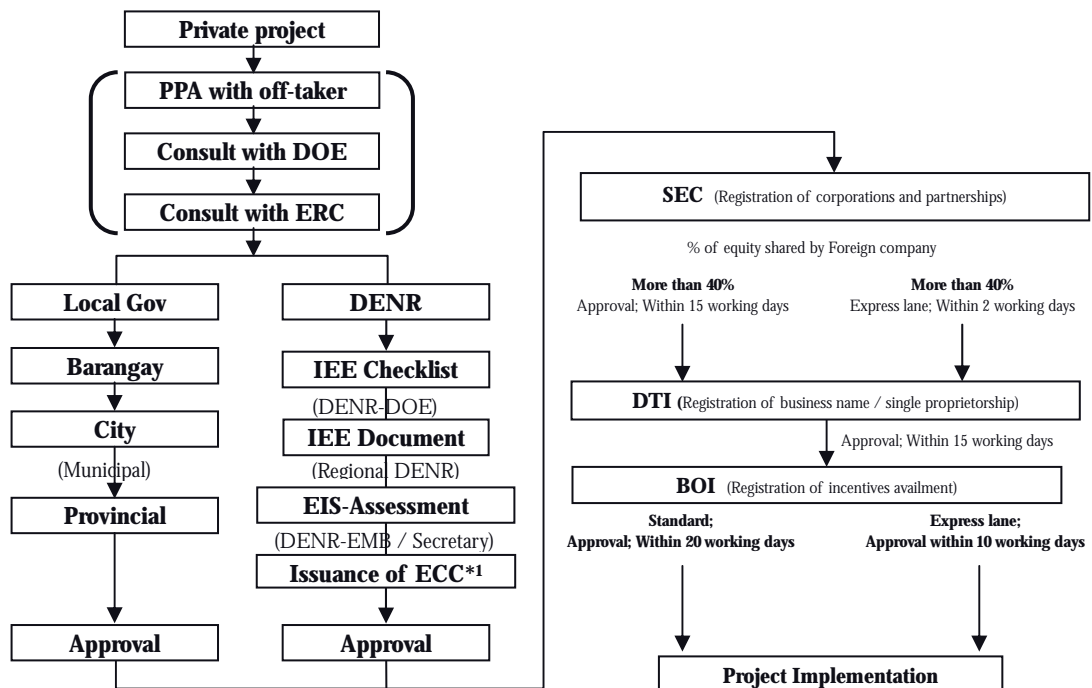 Private project
PPA with off-taker
Consult with DOE
Consult with ERC
Local Gov
Barangay
City
(Municipal)
Provincial
Approval
DENR
IEE Checklist
(DENR-DOE)
IEE Document
(Regional DENR)
EIS-Assessment
(DENR-EMB / Secretary)
Issuance of ECC*1
Approval
SEC (Registration of corporations and partnerships)
% of equity shared by Foreign company
More than 40%
Approval; Within 15 working days
More than 40%
Express lane; Within 2 working days
DTI (Registration of business name / single proprietorship)
Approval; Within 15 working days
BOI (Registration of incentives availment)
Standard;
Approval; Within 20 working days
Express lane;
Approval within 10 working days
Project Implementation